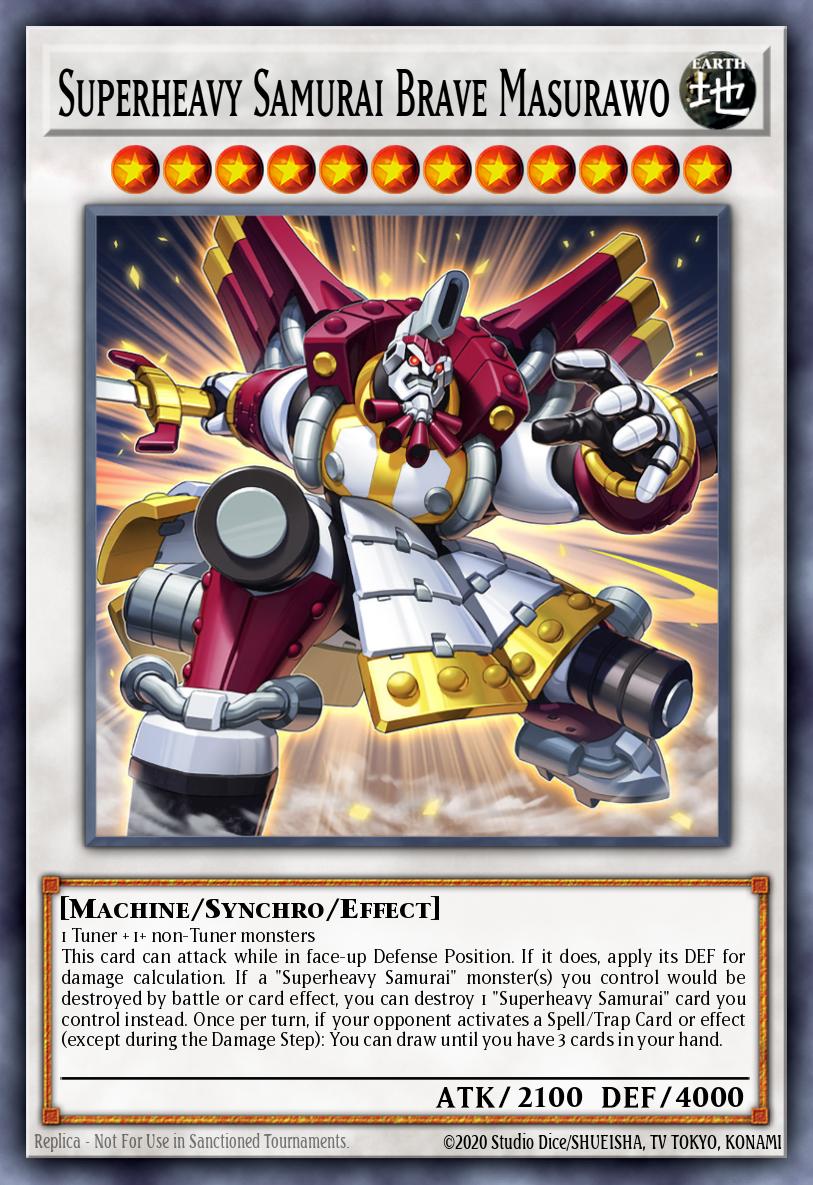 Superheavy Samurai Brave Masurawo
EARTH
地
[Machine/Synchro/Effect]
1 Tuner + 1+ non-Tuner monsters
This card can attack while in face-up Defense Position. If it does, apply its DEF for
damage calculation. If a "Superheavy Samurai" monster(s) you control would be
destroyed by battle or card effect, you can destroy 1 "Superheavy Samurai" card you
control instead. Once per turn, if your opponent activates a Spell/Trap Card or effect
(except during the Damage Step): You can draw until you have 3 cards in your hand.
ATK/2100 DEF/4000
Replica - Not For Use in Sanctioned Tournaments.
©2020 Studio Dice/SHUEISHA, TV TOKYO, KONAMI